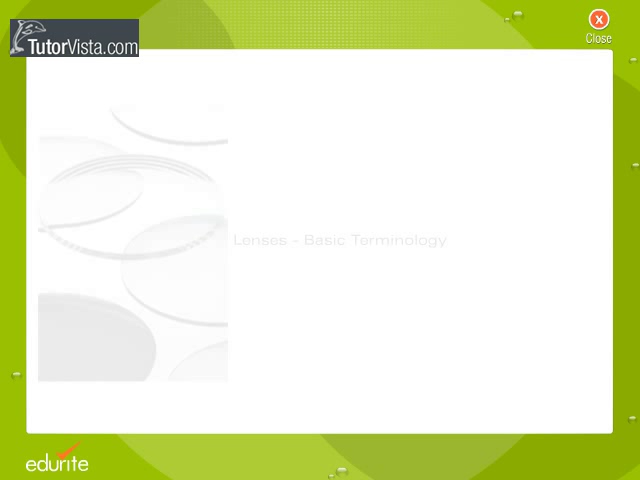 TutorVista.com
X
Close
Lenses - Basic Terminology
edurite